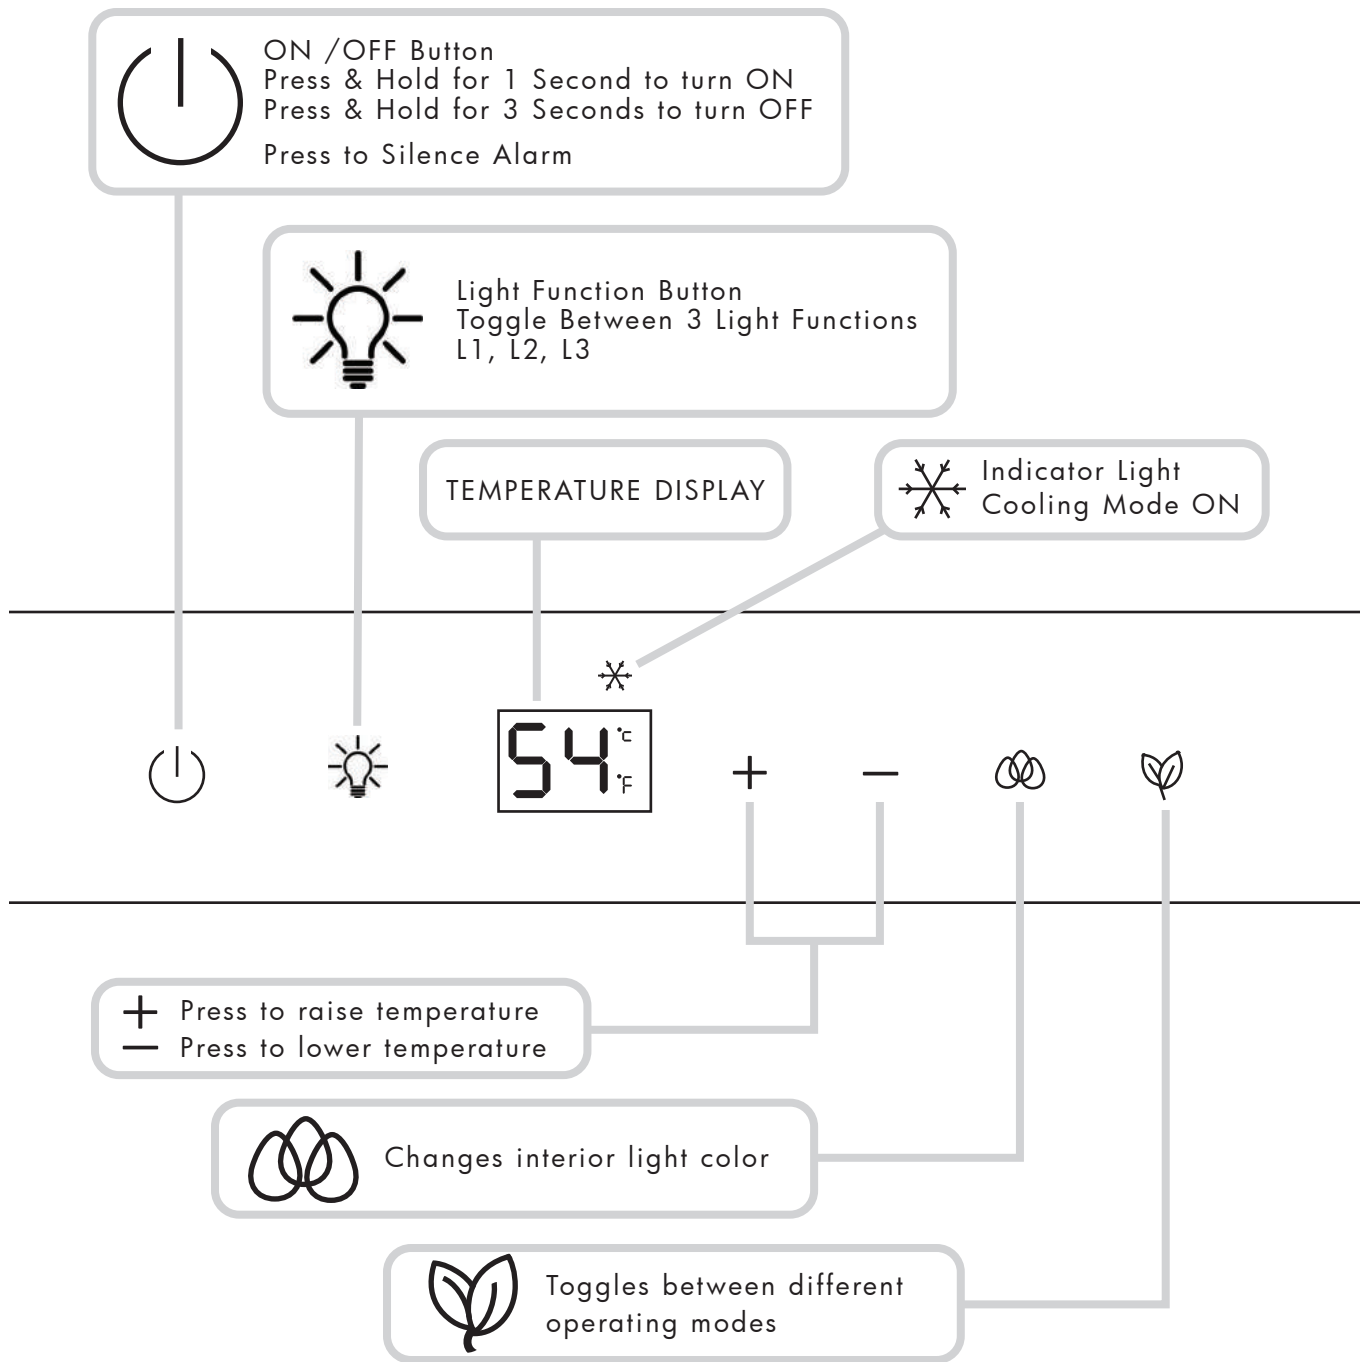 ON /OFF Button
Press & Hold for 1 Second to turn ON
Press & Hold for 3 Seconds to turn OFF
Press to Silence Alarm
Light Function Button
Toggle Between 3 Light Functions
L1, L2, L3
TEMPERATURE DISPLAY
Indicator Light
Cooling Mode ON
54 °C
°F
+ −
+ Press to raise temperature
− Press to lower temperature
Changes interior light color
Toggles between different
operating modes